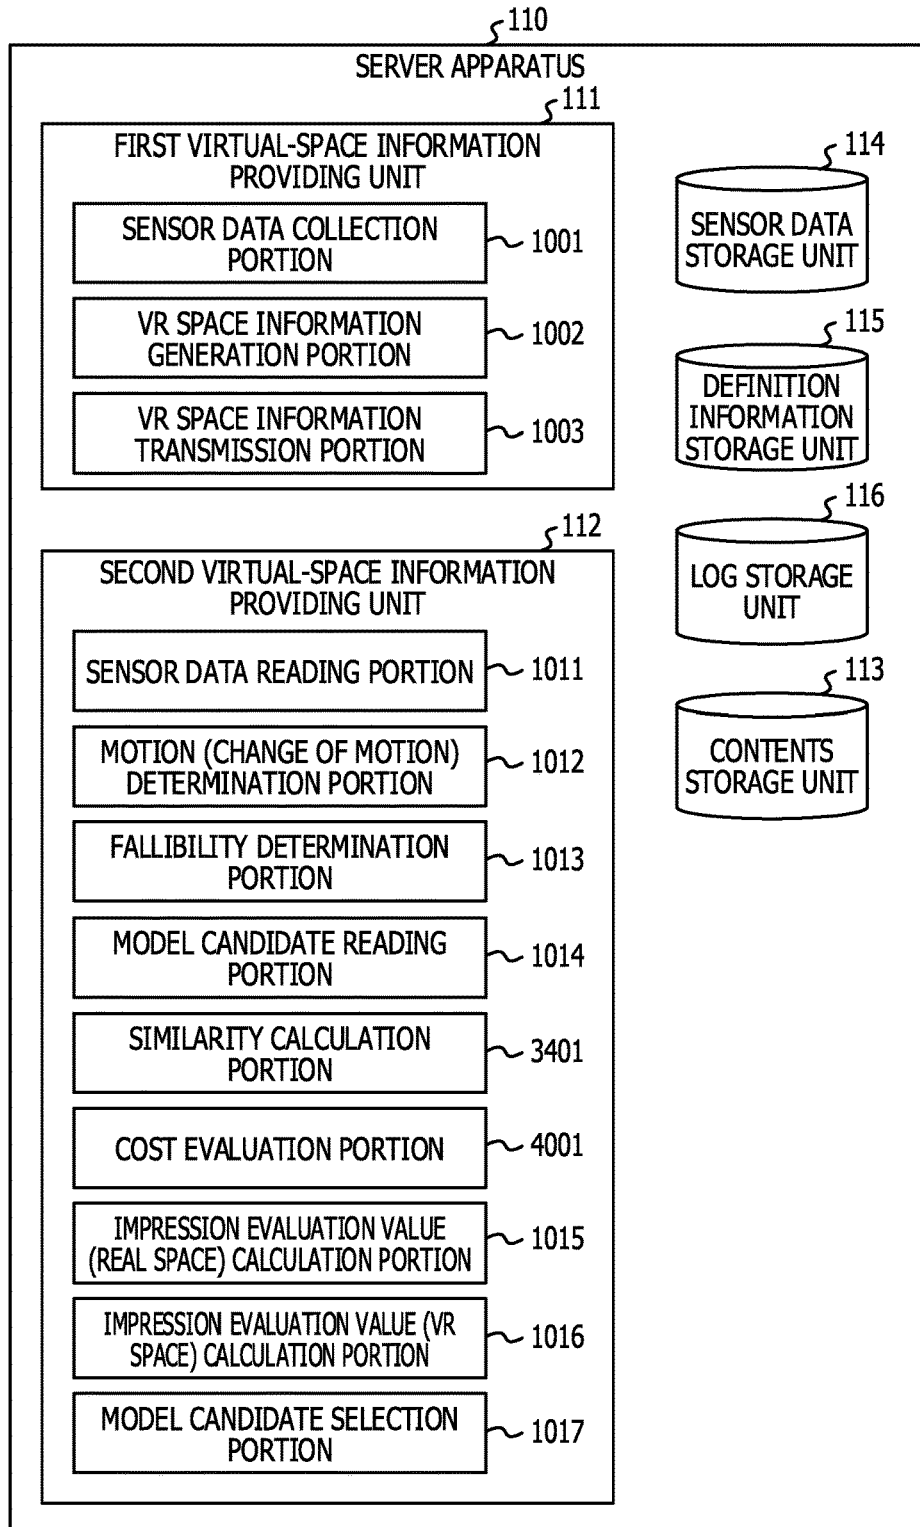 110
SERVER APPARATUS
111
FIRST VIRTUAL-SPACE INFORMATION
PROVIDING UNIT
SENSOR DATA COLLECTION
PORTION
1001
VR SPACE INFORMATION
GENERATION PORTION
1002
VR SPACE INFORMATION
TRANSMISSION PORTION
1003
112
SECOND VIRTUAL-SPACE INFORMATION
PROVIDING UNIT
SENSOR DATA READING PORTION
1011
MOTION (CHANGE OF MOTION)
DETERMINATION PORTION
1012
FALLIBILITY DETERMINATION
PORTION
1013
MODEL CANDIDATE READING
PORTION
1014
SIMILARITY CALCULATION
PORTION
3401
COST EVALUATION PORTION
4001
IMPRESSION EVALUATION VALUE
(REAL SPACE) CALCULATION PORTION
1015
IMPRESSION EVALUATION VALUE (VR
SPACE) CALCULATION PORTION
1016
MODEL CANDIDATE SELECTION
PORTION
1017
114
SENSOR DATA
STORAGE UNIT
115
DEFINITION
INFORMATION
STORAGE UNIT
116
LOG STORAGE
UNIT
113
CONTENTS
STORAGE UNIT